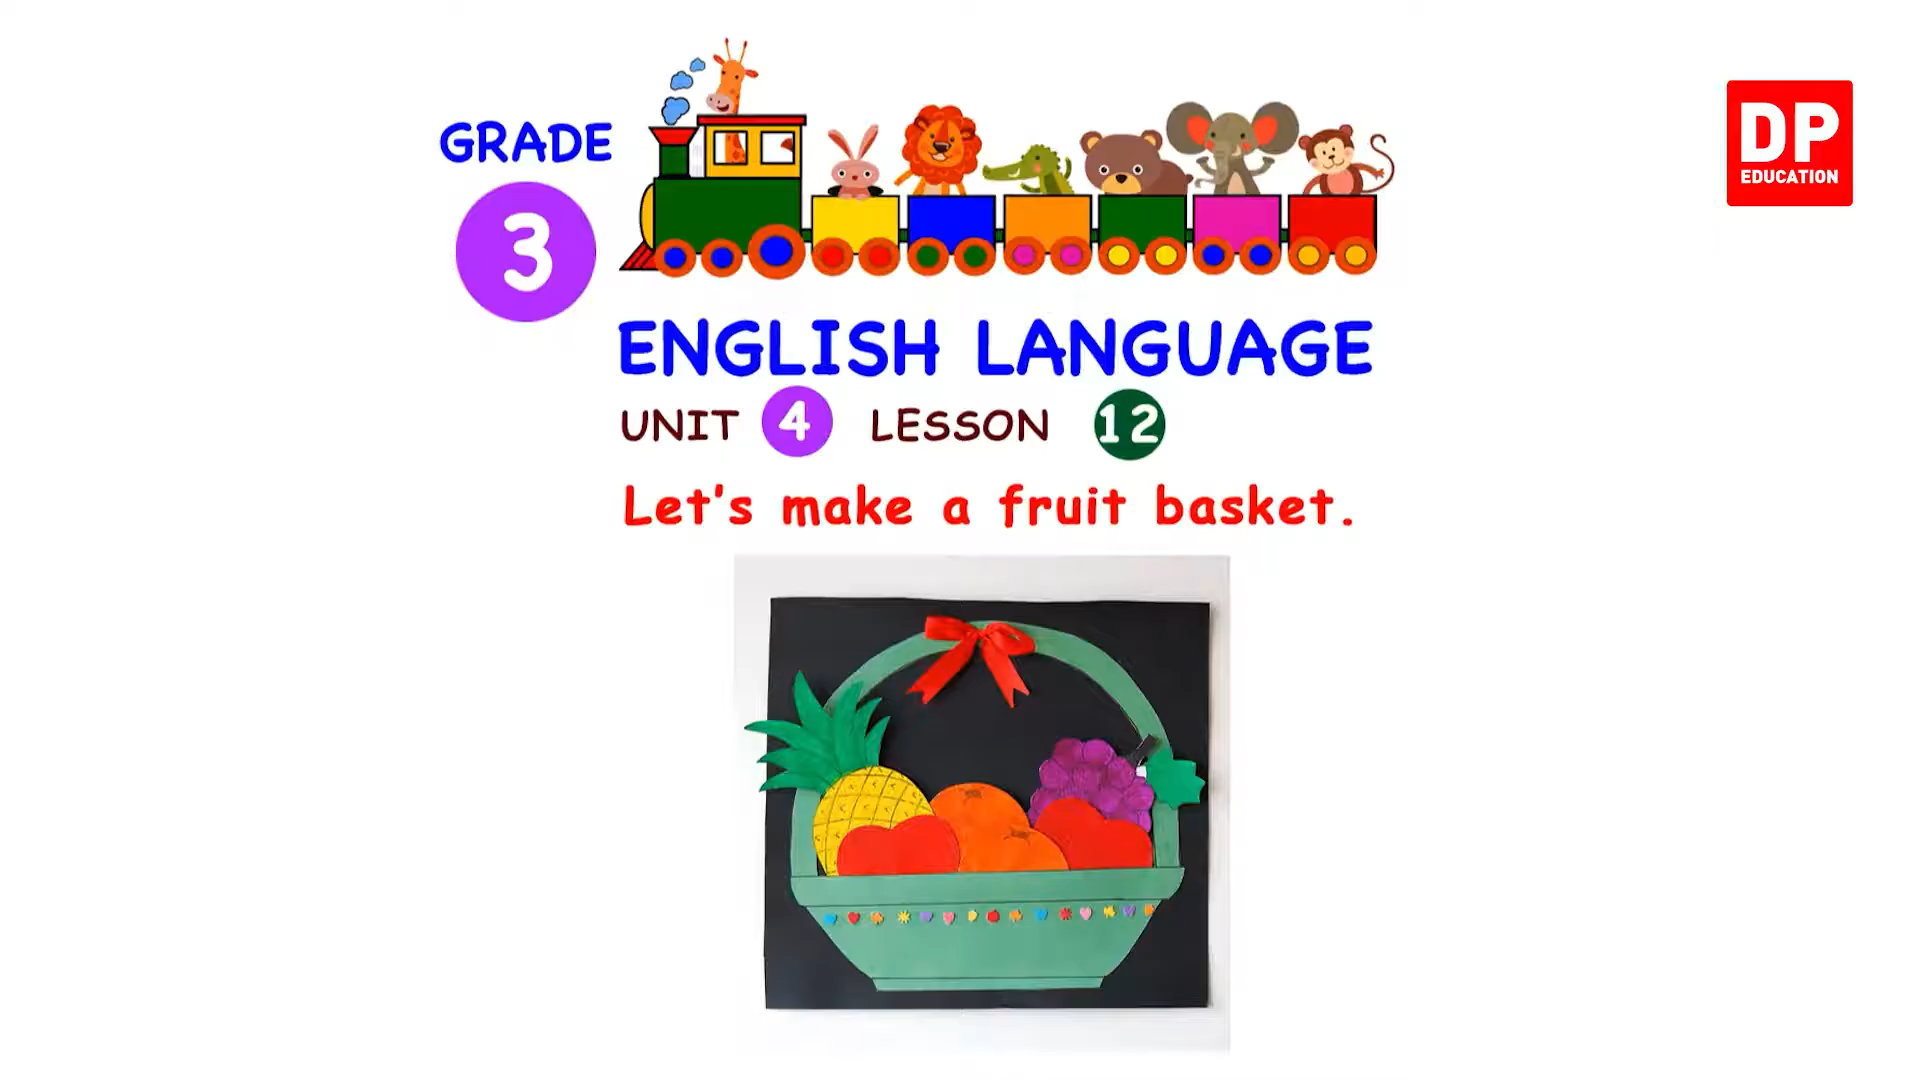 GRADE
3
ENGLISH LANGUAGE
UNIT 4 LESSON 12
Let's make a fruit basket.
DP
EDUCATION